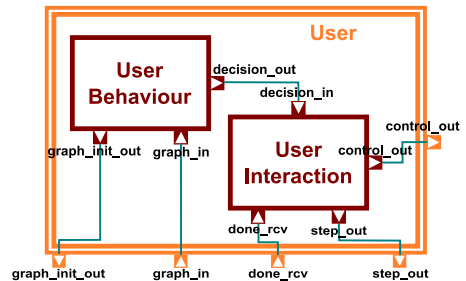 User
User
Behaviour
decision_out
decision_in
graph_init_out
graph_in
User
Interaction
control_out
control_out
done_rcv
step_out
graph_init_out
graph_in
done_rcv
step_out